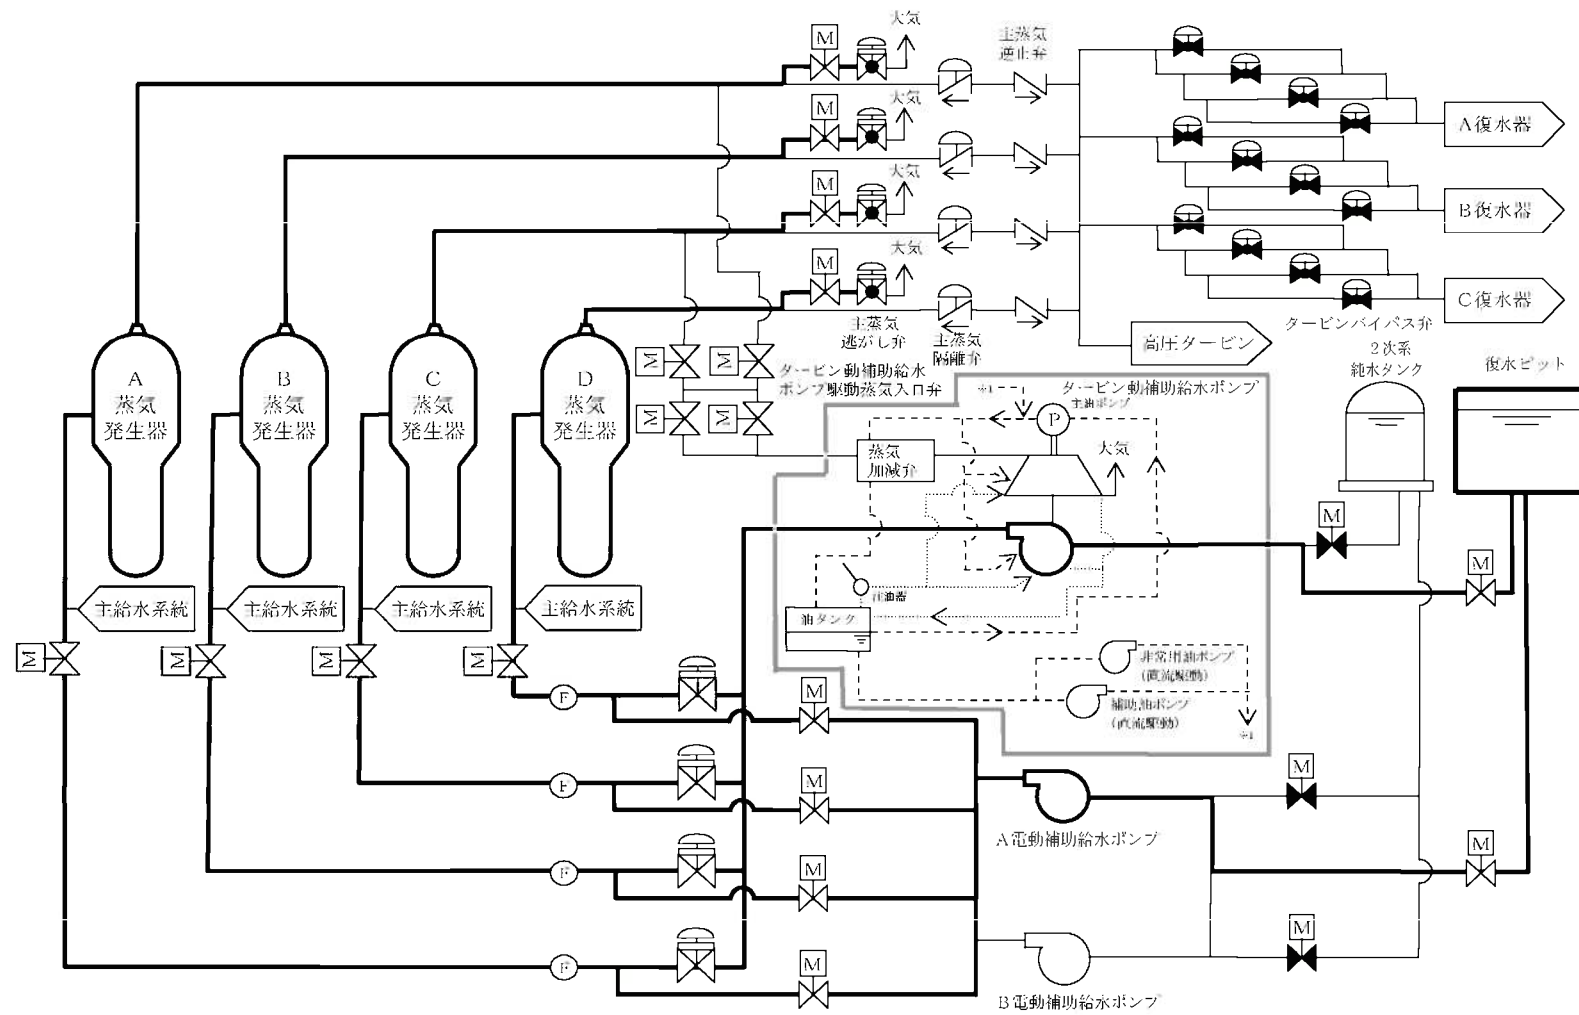 大気
M
主蒸気
逆止弁
大気
M
A復水器
大気
M
B復水器
大気
M
C復水器
主蒸気
逃がし弁
主蒸気
隔離弁
高圧タービン
タービンバイパス弁
2次系
純水タンク
復水ピット
M
M
タービン動補助給水
ポンプ駆動蒸気入口弁
M
M
A
蒸気
発生器
B
蒸気
発生器
C
蒸気
発生器
D
蒸気
発生器
タービン動補助給水ポンプ
主油ポンプ
※1
P
蒸気
加減弁
大気
M
M
注油器
油タンク
主給水系統
主給水系統
主給水系統
主給水系統
M
M
M
M
非常用油ポンプ
(直流駆動)
補助油ポンプ
(直流駆動)
※1
F
M
F
M
F
M
F
M
A電動補助給水ポンプ
M
M
B電動補助給水ポンプ
M